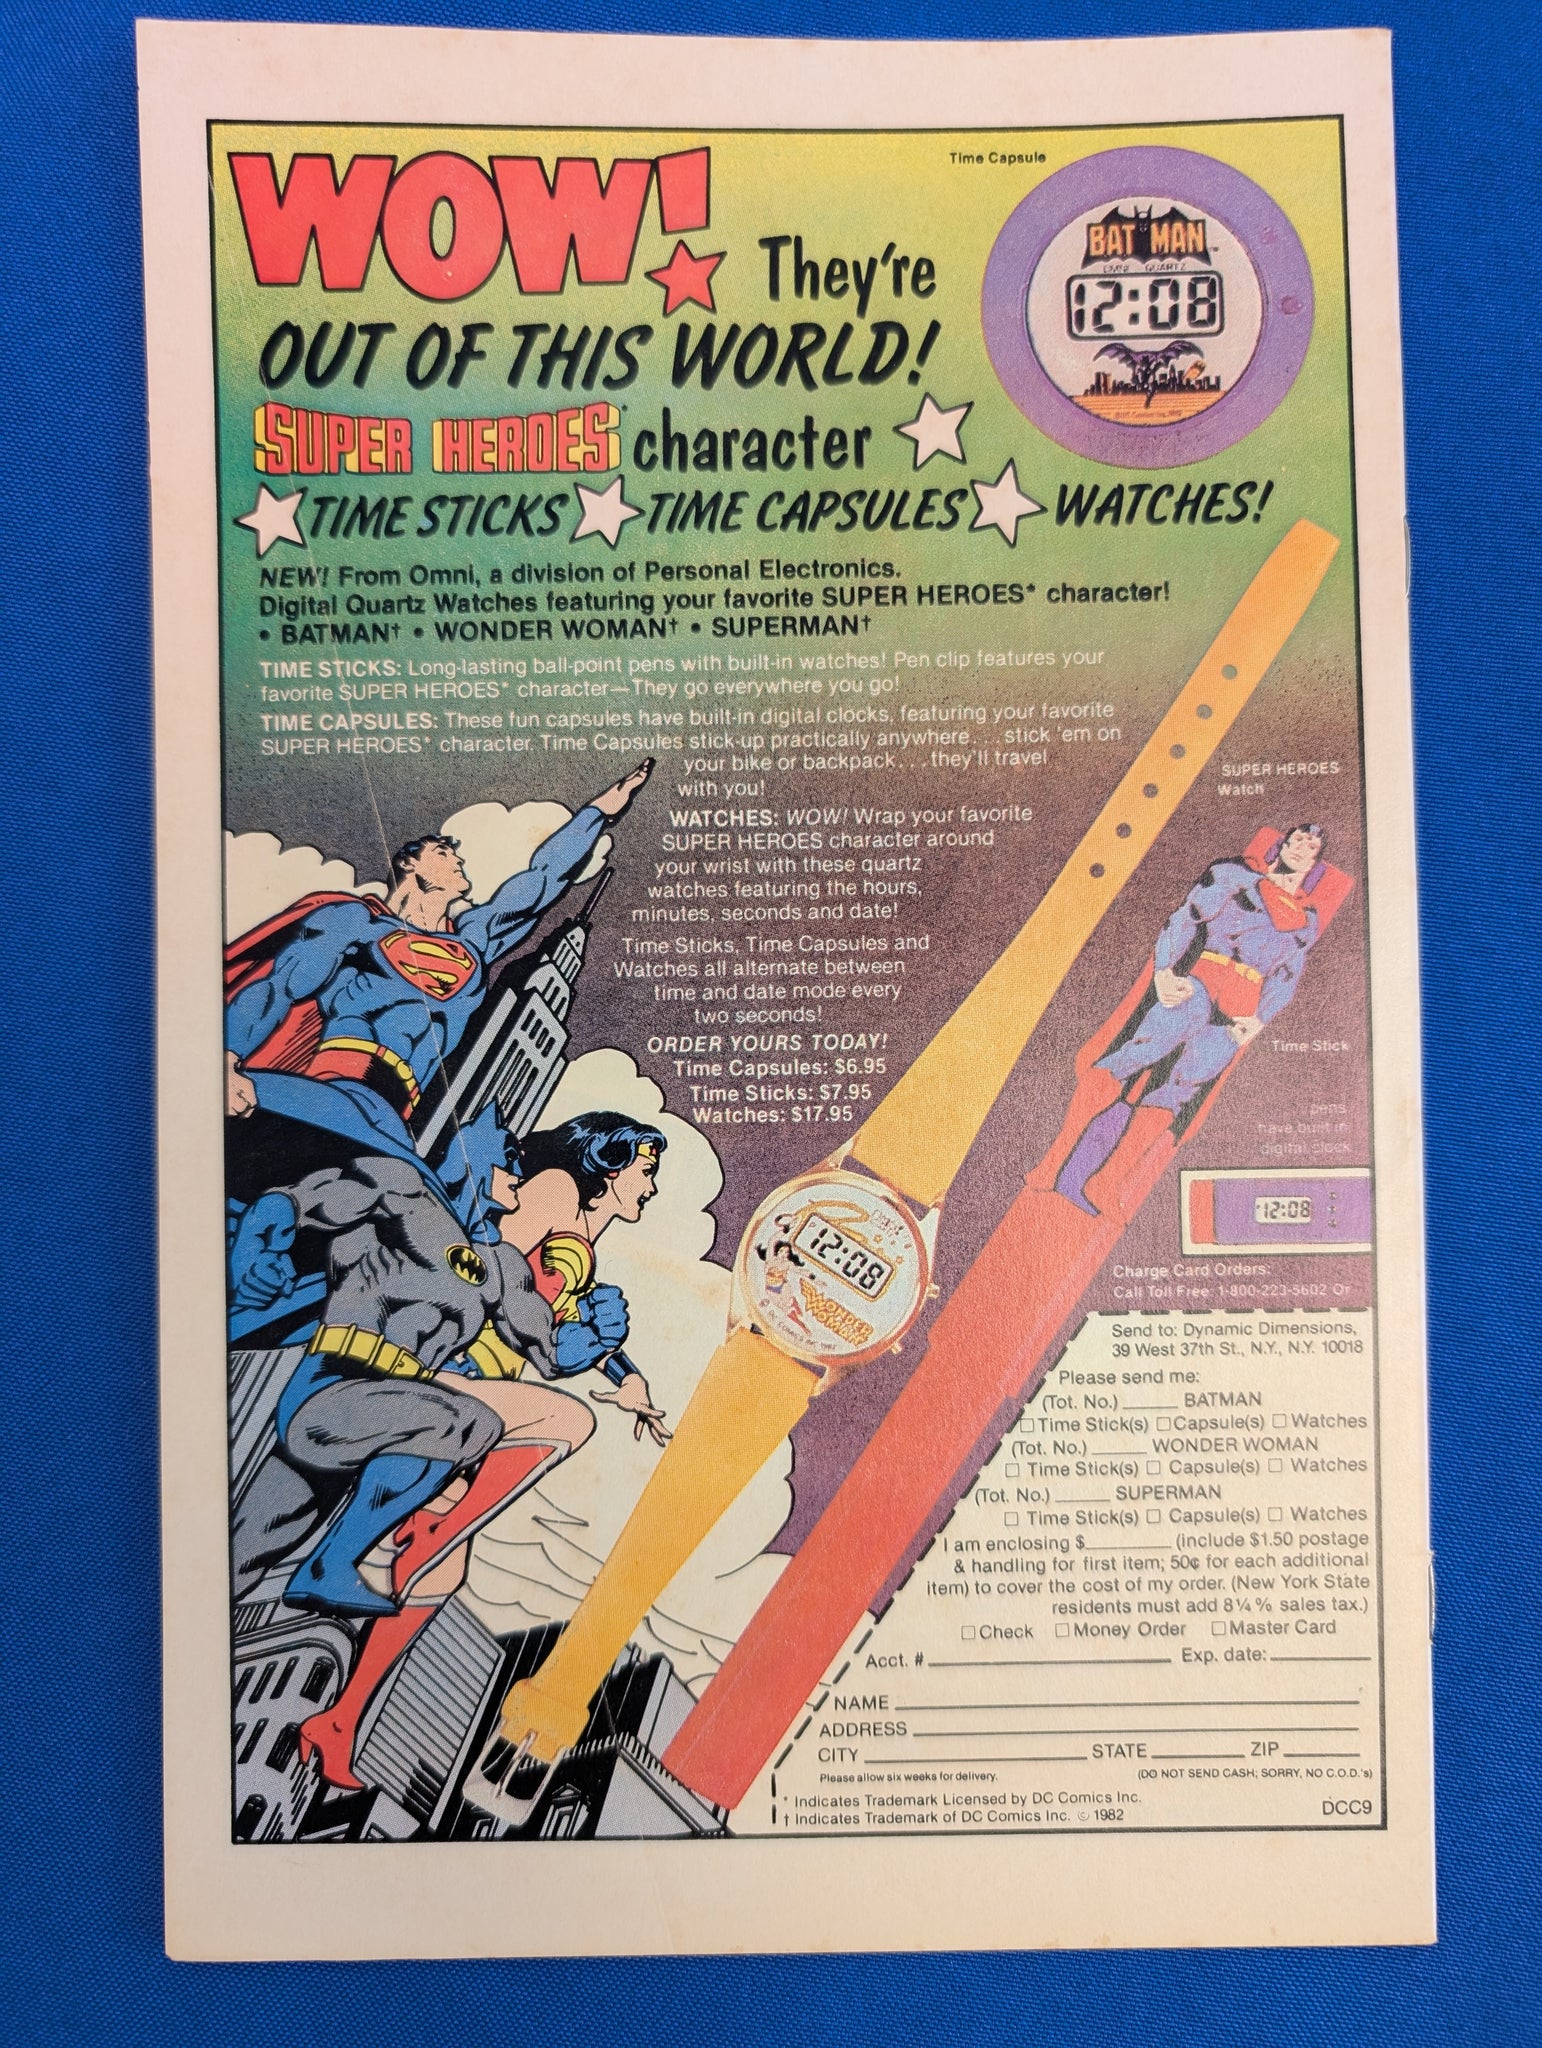 WOW! They're
OUT OF THIS WORLD!
SUPER HEROES* character
TIME STICKS TIME CAPSULES WATCHES!
Time Capsule
BATMAN
OMNI QUARTZ
12:08
NEW! From Omni, a division of Personal Electronics.
Digital Quartz Watches featuring your favorite SUPER HEROES* character!
• BATMAN† • WONDER WOMAN† • SUPERMAN†
TIME STICKS: Long-lasting ball-point pens with built-in watches! Pen clip features your
favorite SUPER HEROES* character—They go everywhere you go!
TIME CAPSULES: These fun capsules have built-in digital clocks, featuring your favorite
SUPER HEROES* character. Time Capsules stick-up practically anywhere... stick 'em on
your bike or backpack... they'll travel
with you!
WATCHES: WOW! Wrap your favorite
SUPER HEROES character around
your wrist with these quartz
watches featuring the hours,
minutes, seconds and date!
Time Sticks, Time Capsules and
Watches all alternate between
time and date mode every
two seconds!
ORDER YOURS TODAY!
Time Capsules: $6.95
Time Sticks: $7.95
Watches: $17.95
SUPER HEROES
Watch
Time Stick
pens
have built in
digital
12:08
12:08
WONDER
WOMAN
Charge Card Orders:
Call Toll Free: 1-800-223-5602 Or
Send to: Dynamic Dimensions,
39 West 37th St., N.Y., N.Y. 10018
Please send me:
(Tot. No.) ______ BATMAN
☐ Time Stick(s) ☐ Capsule(s) ☐ Watches
(Tot. No.) ______ WONDER WOMAN
☐ Time Stick(s) ☐ Capsule(s) ☐ Watches
(Tot. No.) ______ SUPERMAN
☐ Time Stick(s) ☐ Capsule(s) ☐ Watches
I am enclosing $________ (include $1.50 postage
& handling for first item; 50¢ for each additional
item) to cover the cost of my order. (New York State
residents must add 8¼% sales tax.)
☐ Check ☐ Money Order ☐ Master Card
Acct. # ____________ Exp. date: ________
NAME ____________
ADDRESS ____________
CITY ____________ STATE ______ ZIP ______
Please allow six weeks for delivery. (DO NOT SEND CASH; SORRY, NO C.O.D.'s)
* Indicates Trademark Licensed by DC Comics Inc.
† Indicates Trademark of DC Comics Inc. © 1982
DCC9